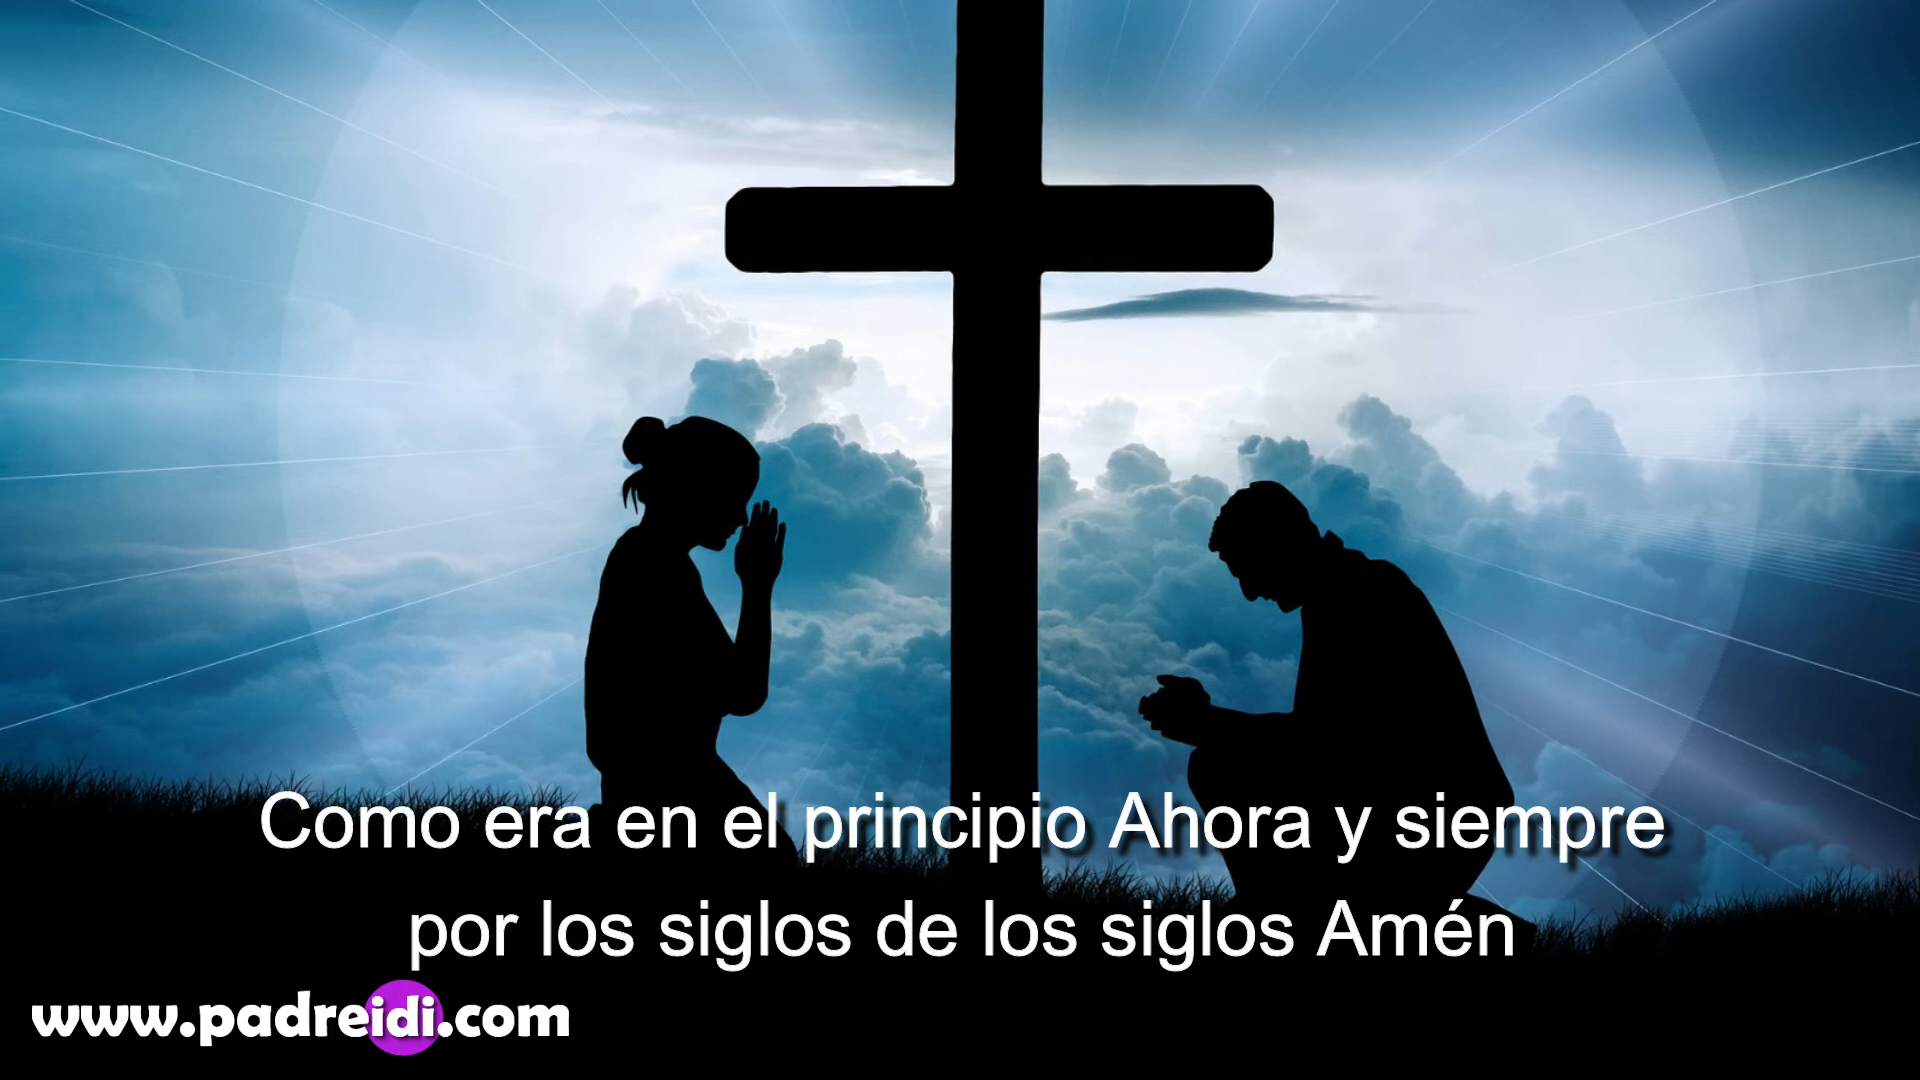 Como era en el principio Ahora y siempre
por los siglos de los siglos Amén
www.padreidi.com